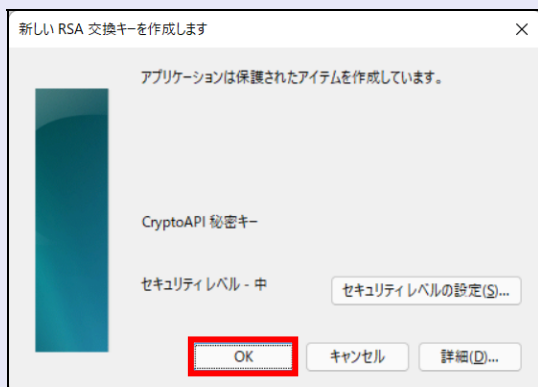 新しい RSA 交換キーを作成します
アプリケーションは保護されたアイテムを作成しています。
CryptoAPI 秘密キー
セキュリティ レベル - 中
セキュリティ レベルの設定(S)...
OK
キャンセル
詳細(D)...